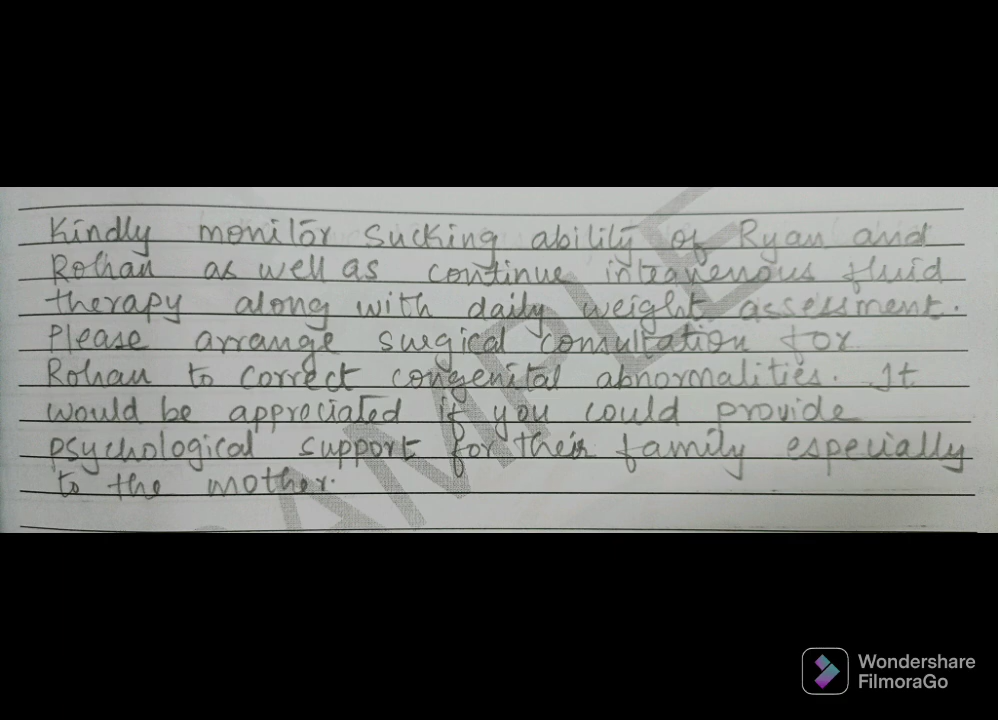 Kindly monitor sucking ability of Ryan and
Rohan as well as continue intravenous fluid
therapy along with daily weight assessment.
Please arrange surgical consultation for
Rohan to correct congenital abnormalities. It
would be appreciated if you could provide
psychological support for their family especially
to the mother.
SAMPLE
Wondershare
FilmoraGo